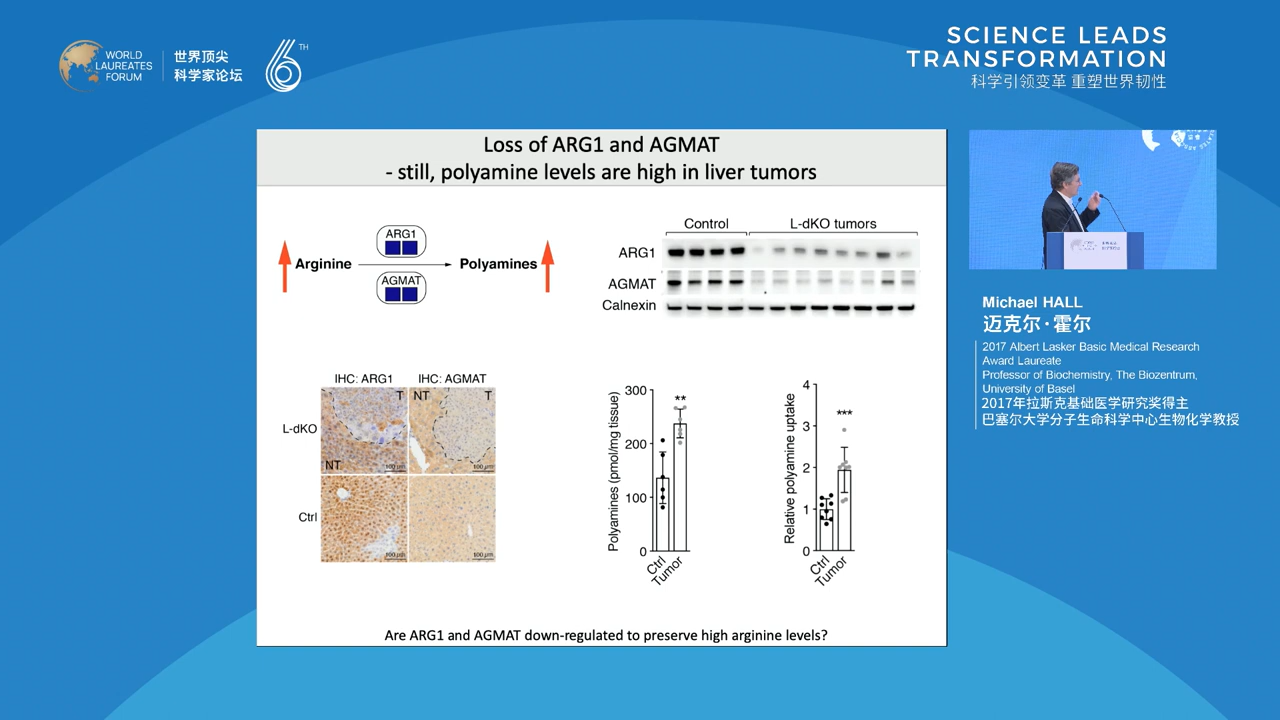 WORLD
LAUREATES
FORUM
世界顶尖
科学家论坛
6TH
SCIENCE LEADS
TRANSFORMATION
科学引领变革 重塑世界韧性
Loss of ARG1 and AGMAT
- still, polyamine levels are high in liver tumors
ARG1
Arginine
Polyamines
AGMAT
Control
L-dKO tumors
ARG1
AGMAT
Calnexin
IHC: ARG1
IHC: AGMAT
L-dKO
T
NT
100 µm
NT
T
100 µm
Ctrl
100 µm
100 µm
Polyamines (pmol/mg tissue)
300
200
100
0
**
Ctrl
Tumor
Relative polyamine uptake
4
3
2
1
0
***
Ctrl
Tumor
Are ARG1 and AGMAT down-regulated to preserve high arginine levels?
Michael HALL
迈克尔·霍尔
2017 Albert Lasker Basic Medical Research
Award Laureate
Professor of Biochemistry, The Biozentrum,
University of Basel
2017年拉斯克基础医学研究奖得主
巴塞尔大学分子生命科学中心生物化学教授